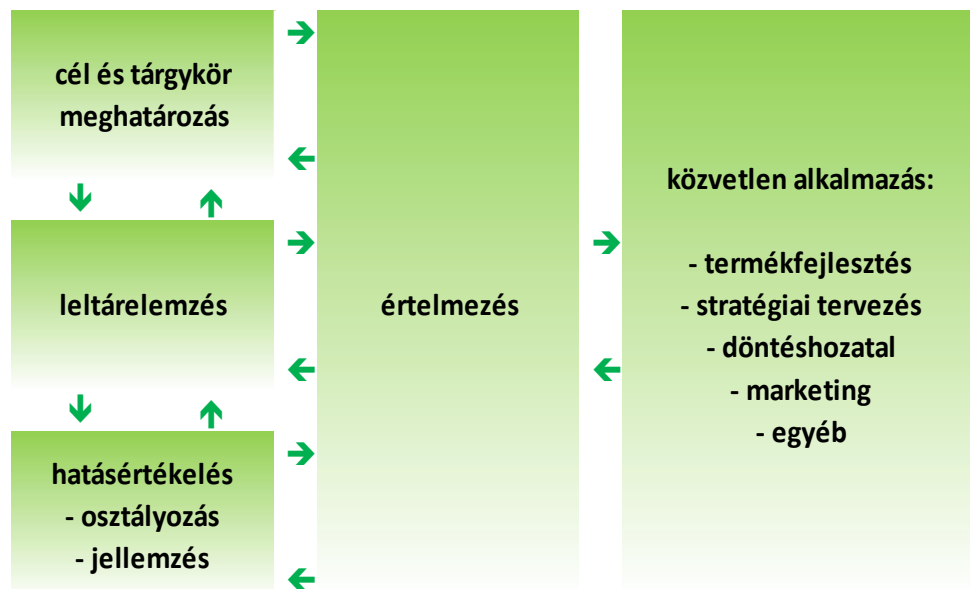 cél és tárgykör
meghatározás
leltárelemzés
hatásértékelés
- osztályozás
- jellemzés
értelmezés
közvetlen alkalmazás:
- termékfejlesztés
- stratégiai tervezés
- döntéshozatal
- marketing
- egyéb